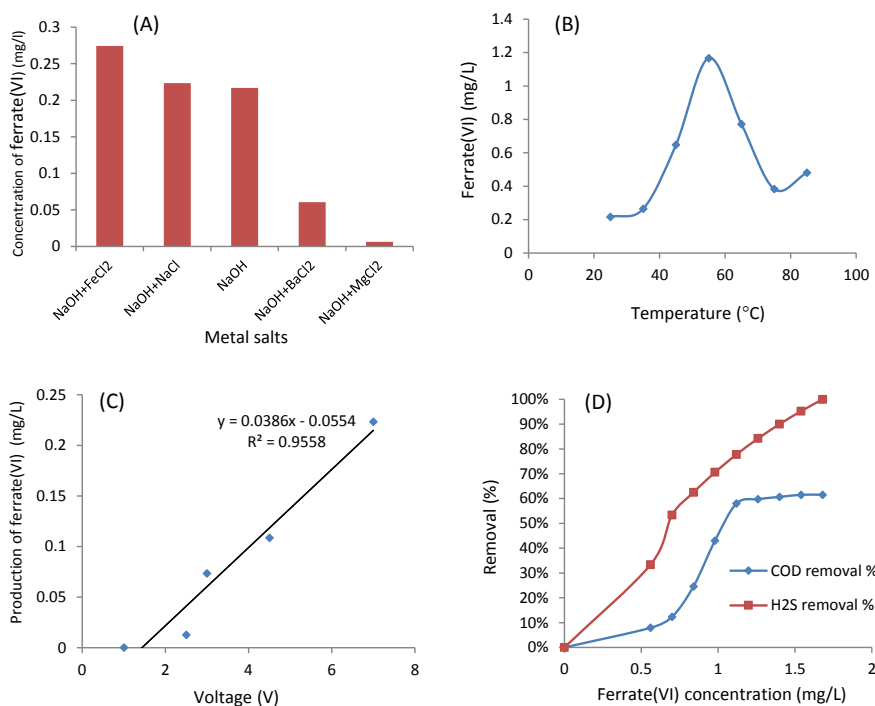 (A)
Concentration of ferrate(VI) (mg/l)
0.3
0.25
0.2
0.15
0.1
0.05
0
NaOH+FeCl2
NaOH+NaCl
NaOH
NaOH+BaCl2
NaOH+MgCl2
Metal salts
(B)
Ferrate(VI) (mg/L)
1.4
1.2
1
0.8
0.6
0.4
0.2
0
0 20 40 60 80 100
Temperature (°C)
(C)
y = 0.0386x - 0.0554
R² = 0.9558
Production of ferrate(VI) (mg/L)
0.25
0.2
0.15
0.1
0.05
0
0 2 4 6 8
Voltage (V)
(D)
Removal (%)
100%
90%
80%
70%
60%
50%
40%
30%
20%
10%
0%
COD removal %
H2S removal %
0 0.5 1 1.5 2
Ferrate(VI) concentration (mg/L)